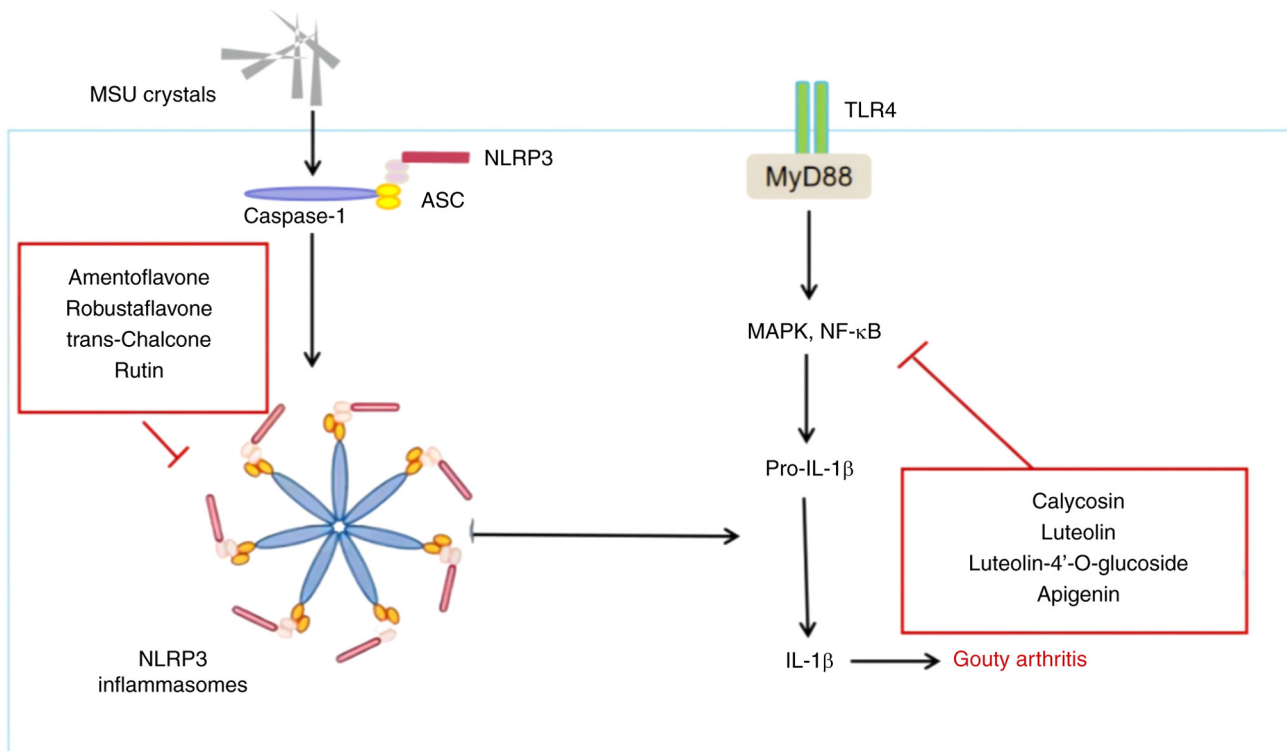 MSU crystals
TLR4
NLRP3
MyD88
ASC
Caspase-1
Amentoflavone
Robustaflavone
trans-Chalcone
Rutin
MAPK, NF-κB
Pro-IL-1β
Calycosin
Luteolin
Luteolin-4’-O-glucoside
Apigenin
NLRP3
inflammasomes
IL-1β
Gouty arthritis